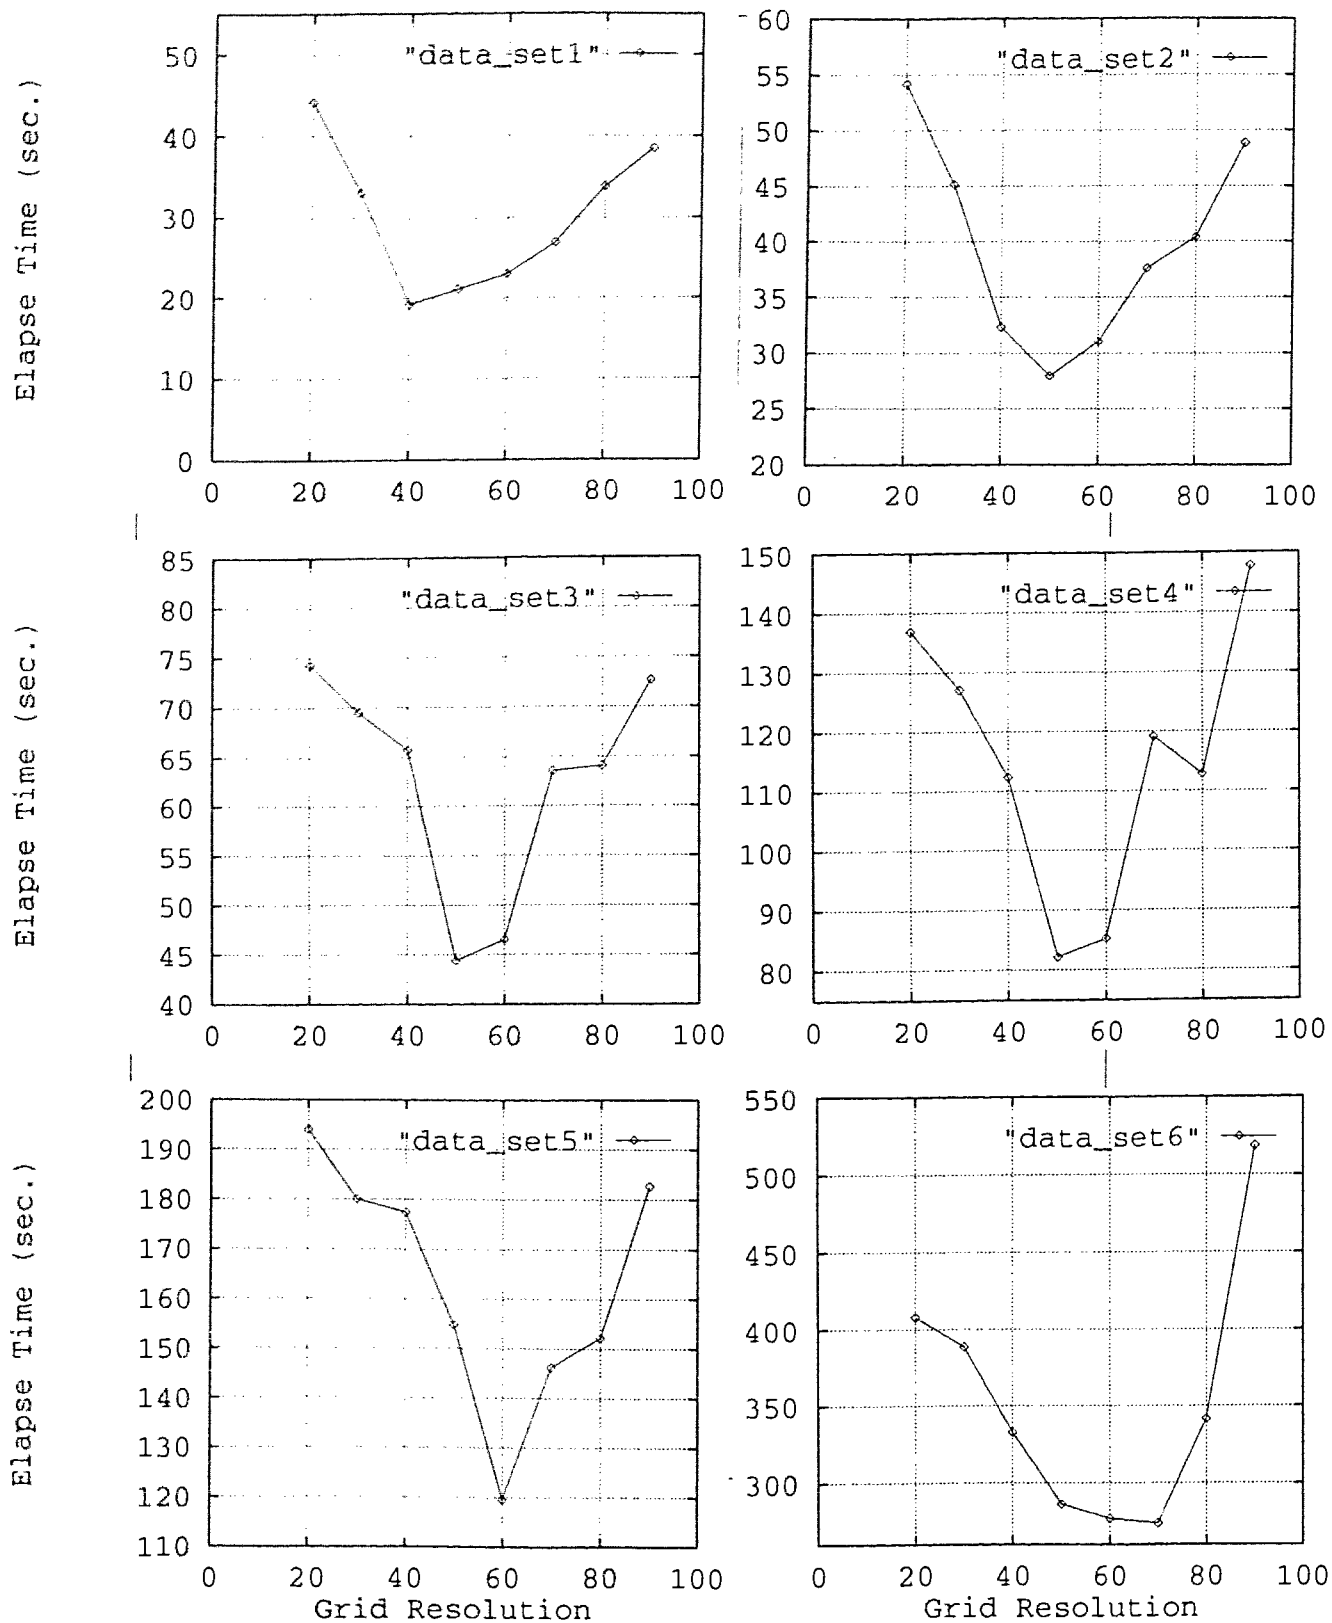 Elapse Time (sec.)
"data_set1"
50
40
30
20
10
0
0 20 40 60 80 100
"data_set2"
60
55
50
45
40
35
30
25
20
0 20 40 60 80 100
Elapse Time (sec.)
"data_set3"
85
80
75
70
65
60
55
50
45
40
0 20 40 60 80 100
"data_set4"
150
140
130
120
110
100
90
80
0 20 40 60 80 100
Elapse Time (sec.)
"data_set5"
200
190
180
170
160
150
140
130
120
110
0 20 40 60 80 100
Grid Resolution
"data_set6"
550
500
450
400
350
300
0 20 40 60 80 100
Grid Resolution